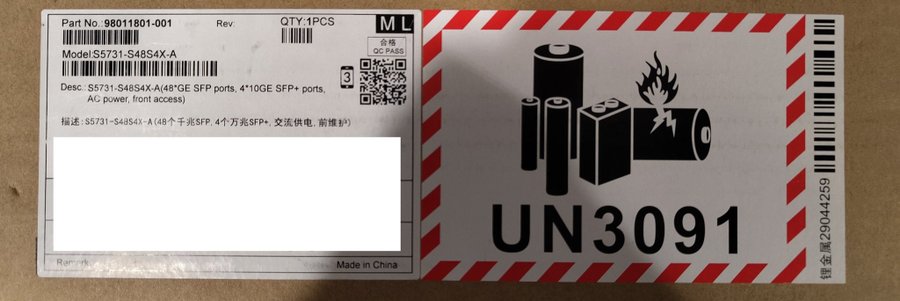 Part No.:98011801-001
Rev:
QTY:1PCS
M L
合格
QC PASS
Model:S5731-S48S4X-A
3
Desc.: S5731-S48S4X-A(48*GE SFP ports, 4*10GE SFP+ ports,
AC power, front access)
描述: S5731-S48S4X-A(48个千兆SFP, 4个万兆SFP+, 交流供电, 前维护)
Remark
Made in China
UN3091
锂金属29044259